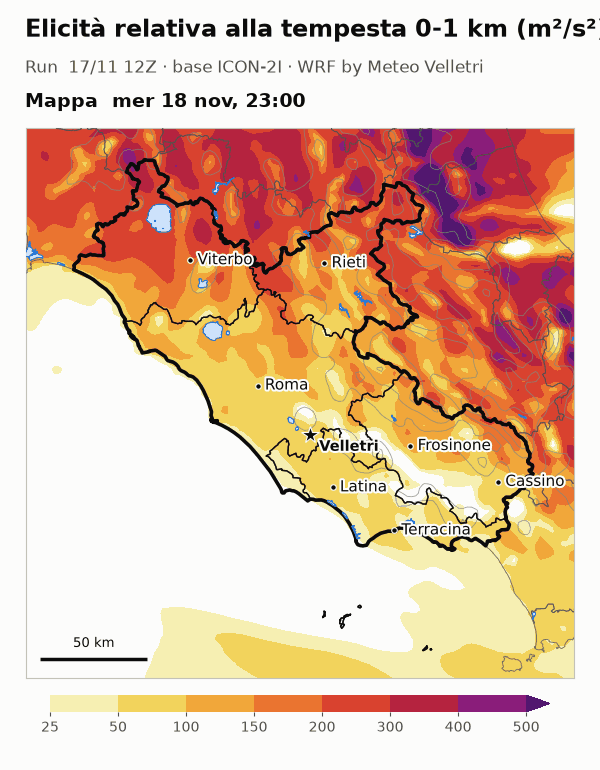 Elicità relativa alla tempesta 0-1 km (m²/s²)
Run 17/11 12Z · base ICON-2I · WRF by Meteo Velletri
Mappa mer 18 nov, 23:00
Viterbo
Rieti
Roma
Velletri
Frosinone
Cassino
Latina
Terracina
50 km
25 50 100 150 200 300 400 500